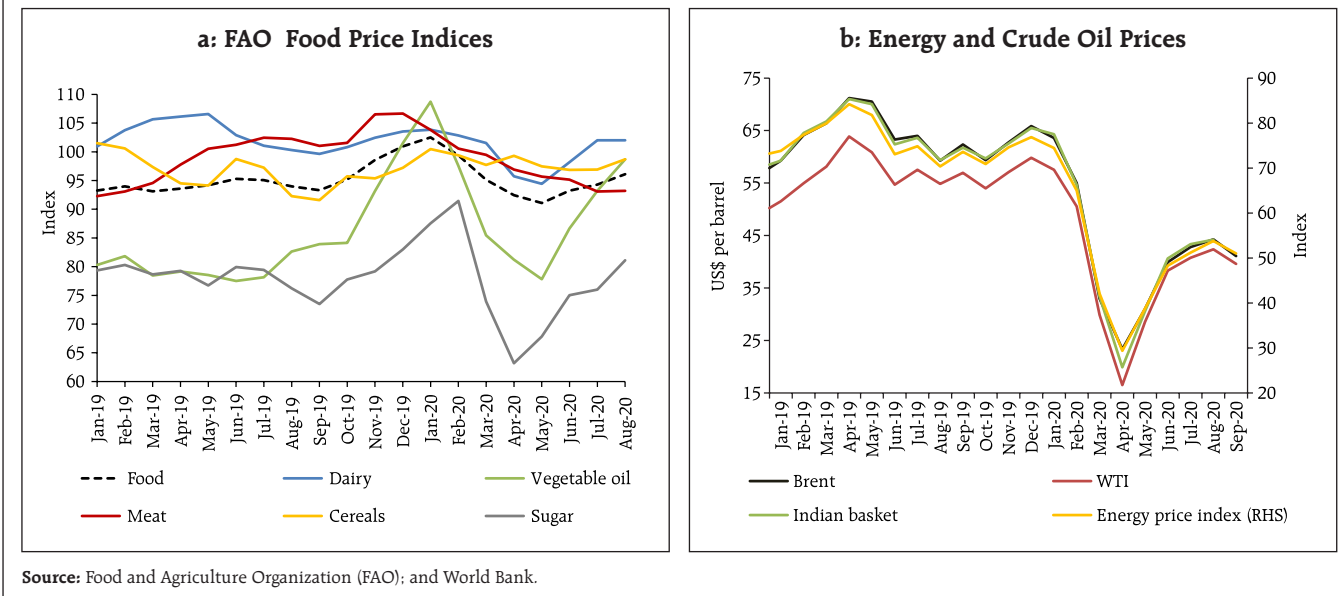 a: FAO Food Price Indices
110
105
100
95
90
85
80
75
70
65
60
Index
Jan-19
Feb-19
Mar-19
Apr-19
May-19
Jun-19
Jul-19
Aug-19
Sep-19
Oct-19
Nov-19
Dec-19
Jan-20
Feb-20
Mar-20
Apr-20
May-20
Jun-20
Jul-20
Aug-20
Food
Dairy
Vegetable oil
Meat
Cereals
Sugar
b: Energy and Crude Oil Prices
75
65
55
45
35
25
15
US$ per barrel
90
80
70
60
50
40
30
20
Index
Jan-19
Feb-19
Mar-19
Apr-19
May-19
Jun-19
Jul-19
Aug-19
Sep-19
Oct-19
Nov-19
Dec-19
Jan-20
Feb-20
Mar-20
Apr-20
May-20
Jun-20
Jul-20
Aug-20
Sep-20
Brent
WTI
Indian basket
Energy price index (RHS)
Source: Food and Agriculture Organization (FAO); and World Bank.